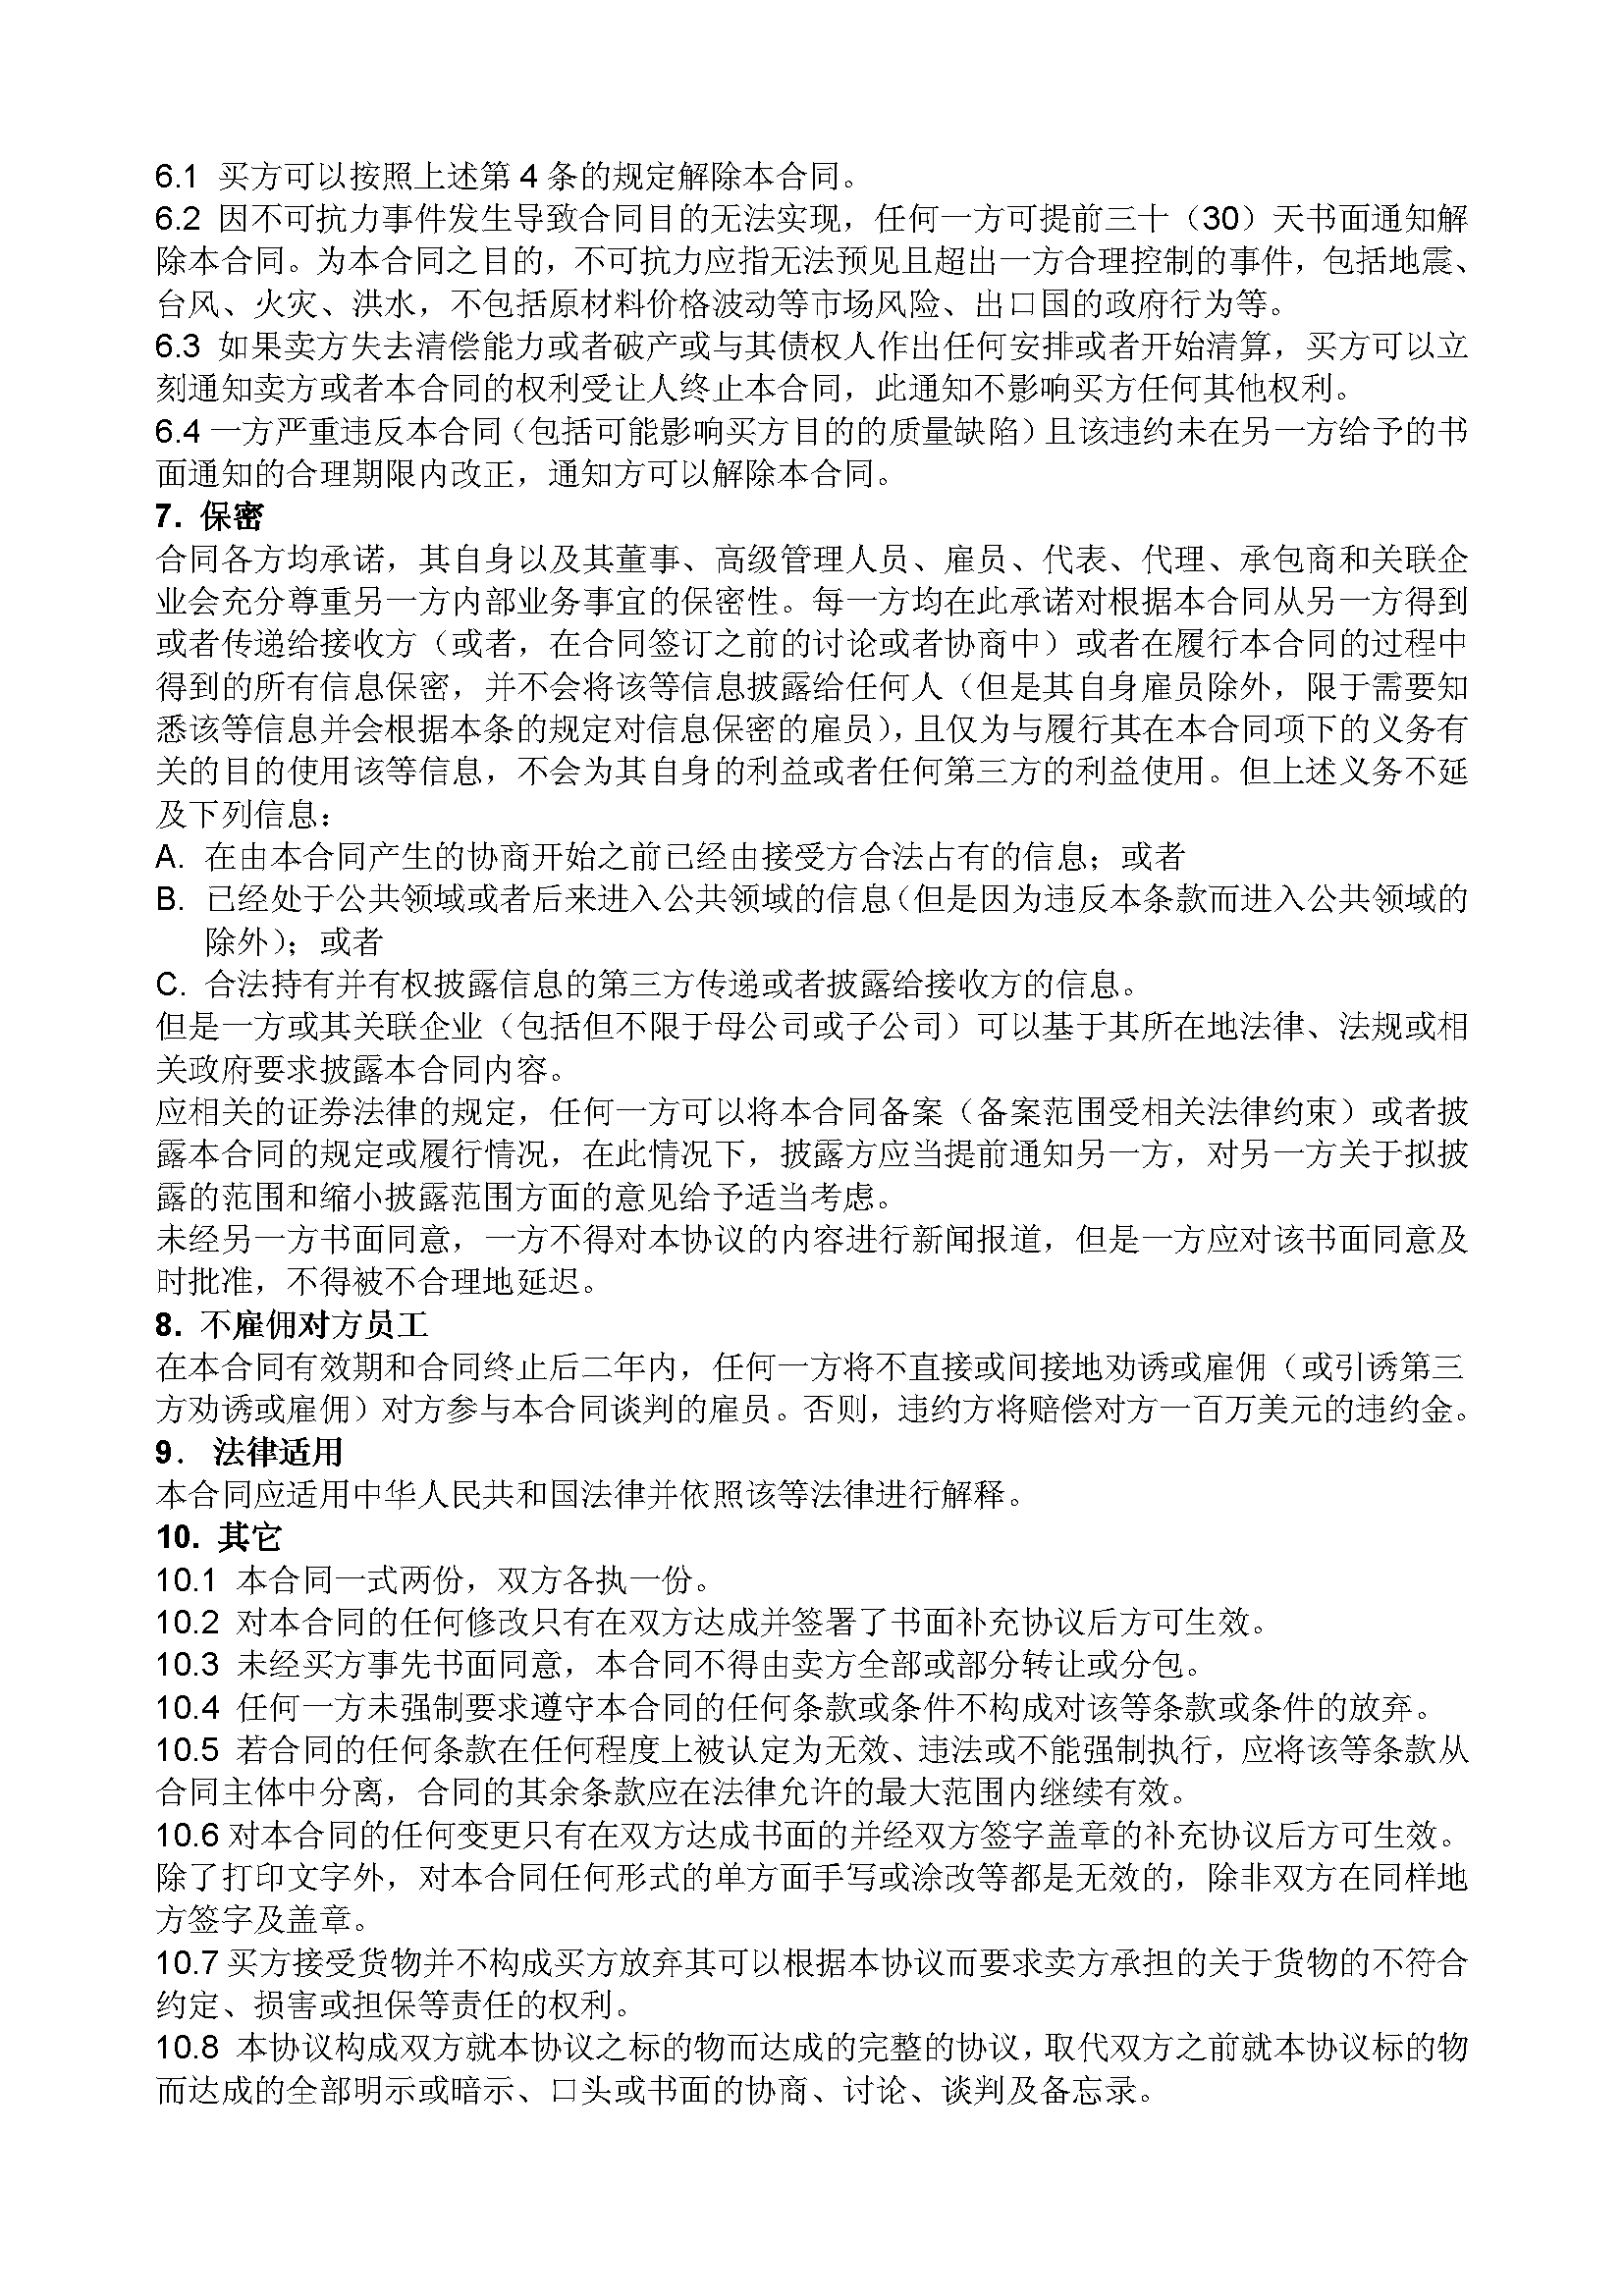 6.1 买方可以按照上述第 4 条的规定解除本合同。
6.2 因不可抗力事件发生导致合同目的无法实现，任何一方可提前三十（30）天书面通知解
除本合同。为本合同之目的，不可抗力应指无法预见且超出一方合理控制的事件，包括地震、
台风、火灾、洪水，不包括原材料价格波动等市场风险、出口国的政府行为等。
6.3 如果卖方失去清偿能力或者破产或与其债权人作出任何安排或者开始清算，买方可以立
刻通知卖方或者本合同的权利受让人终止本合同，此通知不影响买方任何其他权利。
6.4 一方严重违反本合同（包括可能影响买方目的的质量缺陷）且该违约未在另一方给予的书
面通知的合理期限内改正，通知方可以解除本合同。
7. 保密
合同各方均承诺，其自身以及其董事、高级管理人员、雇员、代表、代理、承包商和关联企
业会充分尊重另一方内部业务事宜的保密性。每一方均在此承诺对根据本合同从另一方得到
或者传递给接收方（或者，在合同签订之前的讨论或者协商中）或者在履行本合同的过程中
得到的所有信息保密，并不会将该等信息披露给任何人（但是其自身雇员除外，限于需要知
悉该等信息并会根据本条的规定对信息保密的雇员），且仅为与履行其在本合同项下的义务有
关的目的使用该等信息，不会为其自身的利益或者任何第三方的利益使用。但上述义务不延
及下列信息：
A. 在由本合同产生的协商开始之前已经由接受方合法占有的信息；或者
B. 已经处于公共领域或者后来进入公共领域的信息（但是因为违反本条款而进入公共领域的
除外）；或者
C. 合法持有并有权披露信息的第三方传递或者披露给接收方的信息。
但是一方或其关联企业（包括但不限于母公司或子公司）可以基于其所在地法律、法规或相
关政府要求披露本合同内容。
应相关的证券法律的规定，任何一方可以将本合同备案（备案范围受相关法律约束）或者披
露本合同的规定或履行情况，在此情况下，披露方应当提前通知另一方，对另一方关于拟披
露的范围和缩小披露范围方面的意见给予适当考虑。
未经另一方书面同意，一方不得对本协议的内容进行新闻报道，但是一方应对该书面同意及
时批准，不得被不合理地延迟。
8. 不雇佣对方员工
在本合同有效期和合同终止后二年内，任何一方将不直接或间接地劝诱或雇佣（或引诱第三
方劝诱或雇佣）对方参与本合同谈判的雇员。否则，违约方将赔偿对方一百万美元的违约金。
9. 法律适用
本合同应适用中华人民共和国法律并依照该等法律进行解释。
10. 其它
10.1 本合同一式两份，双方各执一份。
10.2 对本合同的任何修改只有在双方达成并签署了书面补充协议后方可生效。
10.3 未经买方事先书面同意，本合同不得由卖方全部或部分转让或分包。
10.4 任何一方未强制要求遵守本合同的任何条款或条件不构成对该等条款或条件的放弃。
10.5 若合同的任何条款在任何程度上被认定为无效、违法或不能强制执行，应将该等条款从
合同主体中分离，合同的其余条款应在法律允许的最大范围内继续有效。
10.6 对本合同的任何变更只有在双方达成书面的并经双方签字盖章的补充协议后方可生效。
除了打印文字外，对本合同任何形式的单方面手写或涂改等都是无效的，除非双方在同样地
方签字及盖章。
10.7 买方接受货物并不构成买方放弃其可以根据本协议而要求卖方承担的关于货物的不符合
约定、损害或担保等责任的权利。
10.8 本协议构成双方就本协议之标的物而达成的完整的协议，取代双方之前就本协议标的物
而达成的全部明示或暗示、口头或书面的协商、讨论、谈判及备忘录。